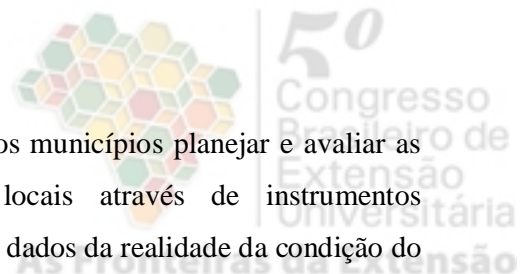 5º
Congresso
Brasileiro de
Extensão
Universitária
As Fronteiras da Extensão
os municípios planejar e avaliar as
locais através de instrumentos
dados da realidade da condição do